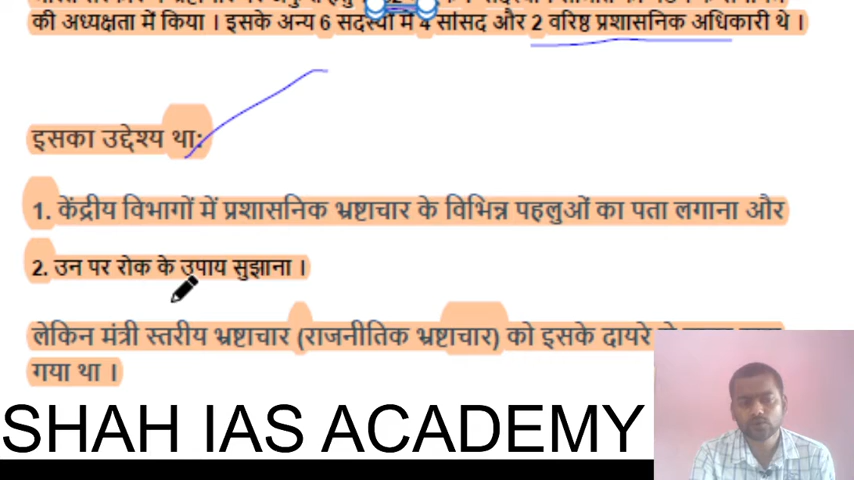 की अध्यक्षता में किया । इसके अन्य 6 सदस्यों में 4 सांसद और 2 वरिष्ठ प्रशासनिक अधिकारी थे ।
इसका उद्देश्य था:
1. केंद्रीय विभागों में प्रशासनिक भ्रष्टाचार के विभिन्न पहलुओं का पता लगाना और
2. उन पर रोक के उपाय सुझाना ।
लेकिन मंत्री स्तरीय भ्रष्टाचार (राजनीतिक भ्रष्टाचार) को इसके दायरे
गया था ।
SHAH IAS ACADEMY